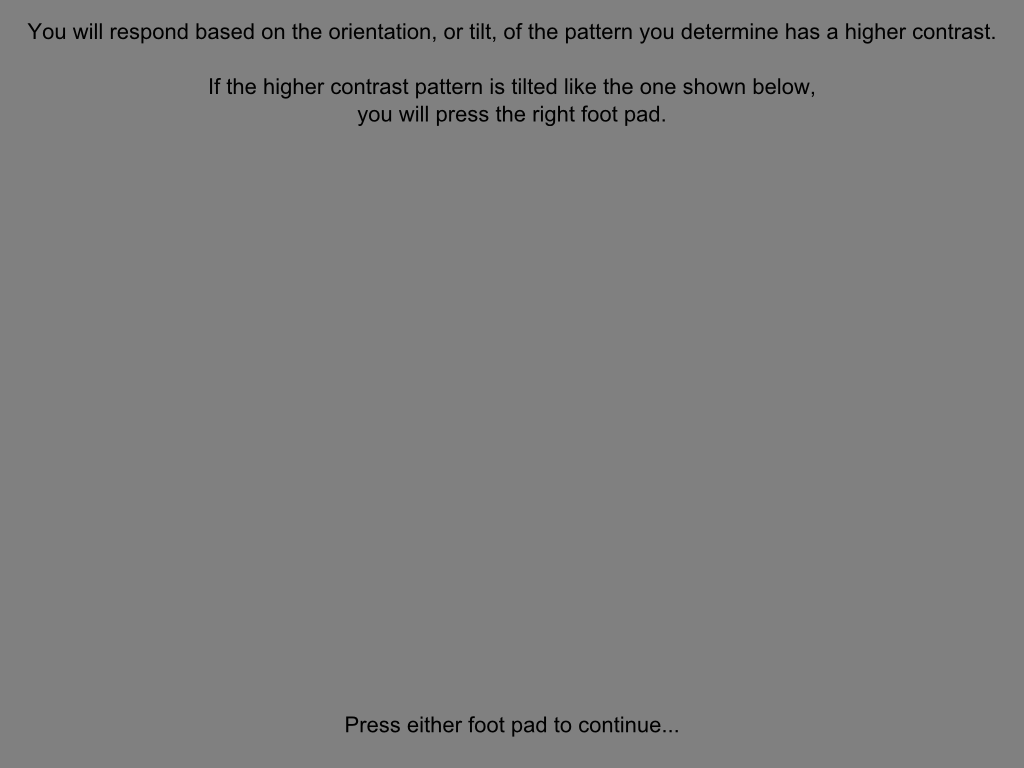 You will respond based on the orientation, or tilt, of the pattern you determine has a higher contrast.
If the higher contrast pattern is tilted like the one shown below,
you will press the right foot pad.
Press either foot pad to continue...